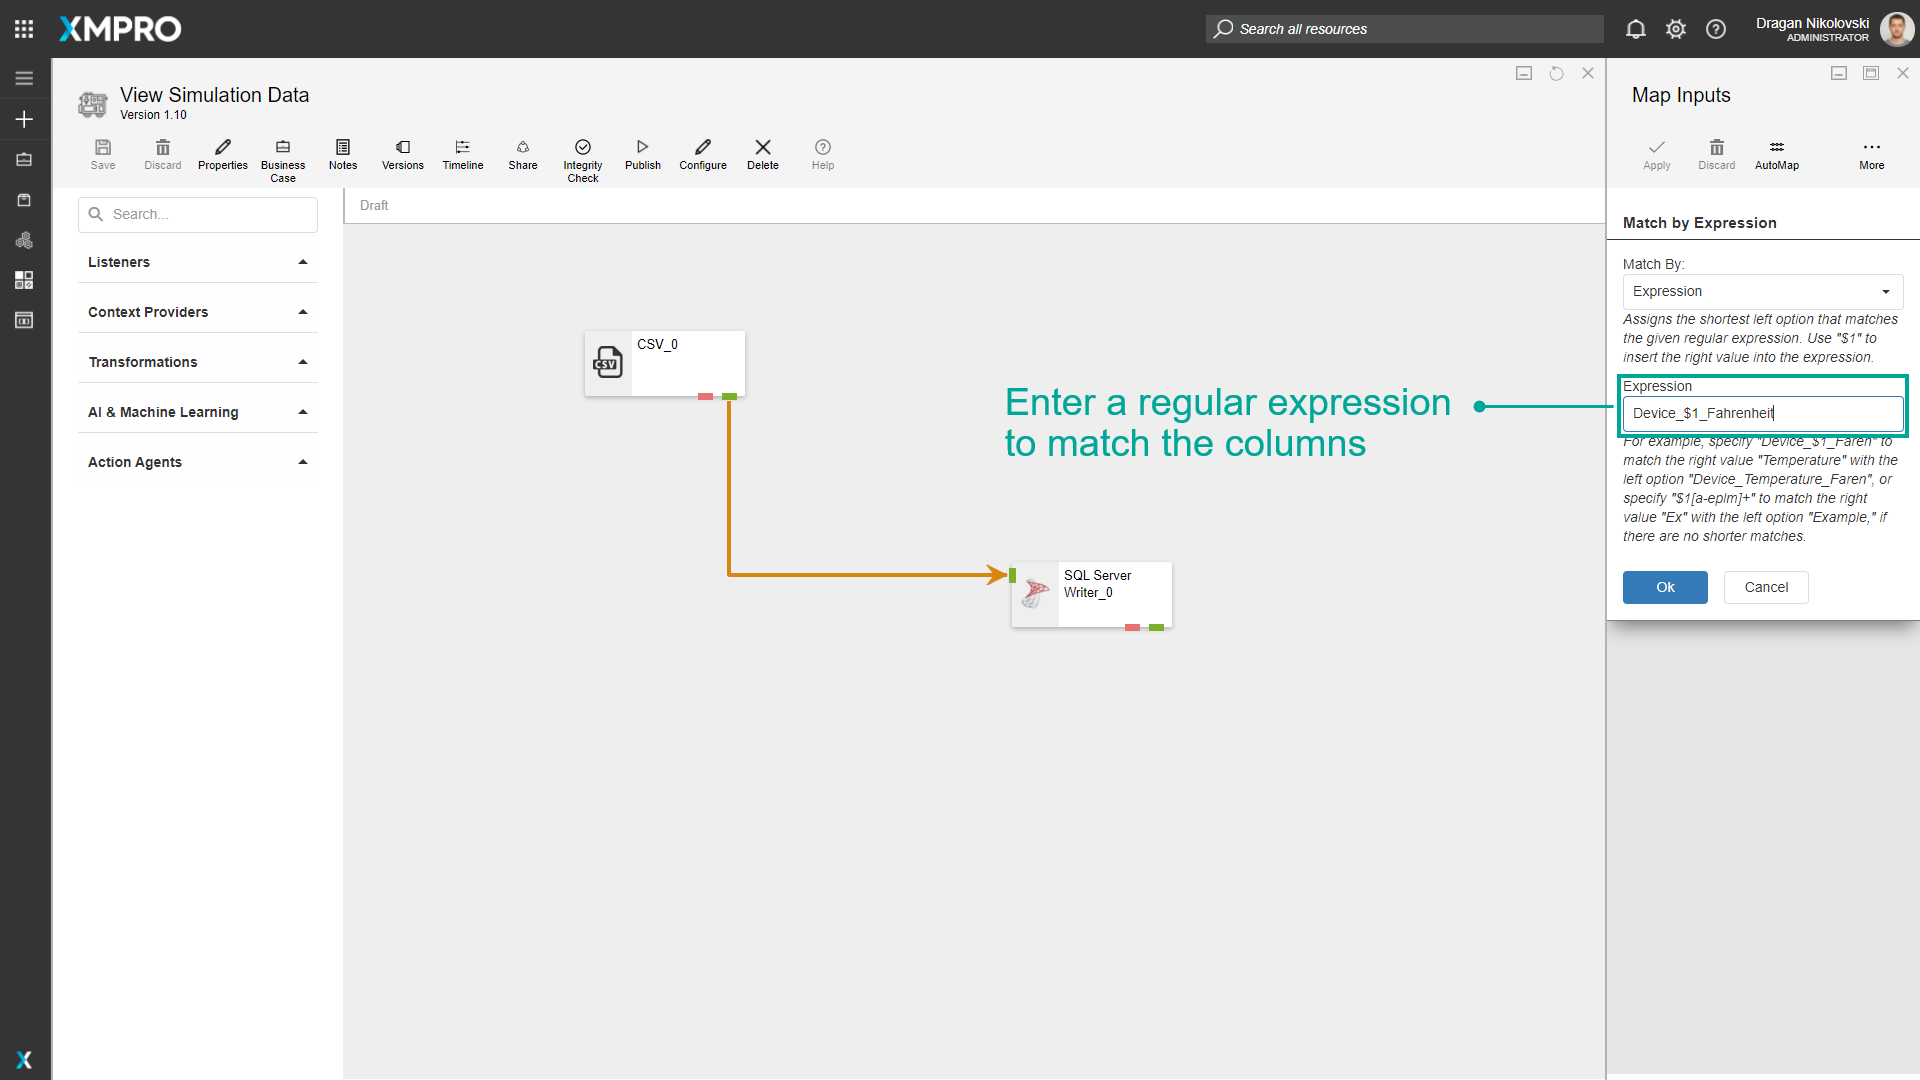 XMPRO
Search all resources
Dragan Nikolovski
ADMINISTRATOR
View Simulation Data
Version 1.10
Save
Discard
Properties
Business
Case
Notes
Versions
Timeline
Share
Integrity
Check
Publish
Configure
Delete
Help
Search...
Listeners
Context Providers
Transformations
AI & Machine Learning
Action Agents
Draft
CSV_0
CSV
SQL Server
Writer_0
Enter a regular expression
to match the columns
Map Inputs
Apply
Discard
AutoMap
More
Match by Expression
Match By:
Expression
Assigns the shortest left option that matches
the given regular expression. Use "$1" to
insert the right value into the expression.
Expression
Device_$1_Fahrenheit
For example, specify "Device_$1_Faren" to
match the right value "Temperature" with the
left option "Device_Temperature_Faren", or
specify "$1[a-eplm]+" to match the right
value "Ex" with the left option "Example," if
there are no shorter matches.
Ok
Cancel